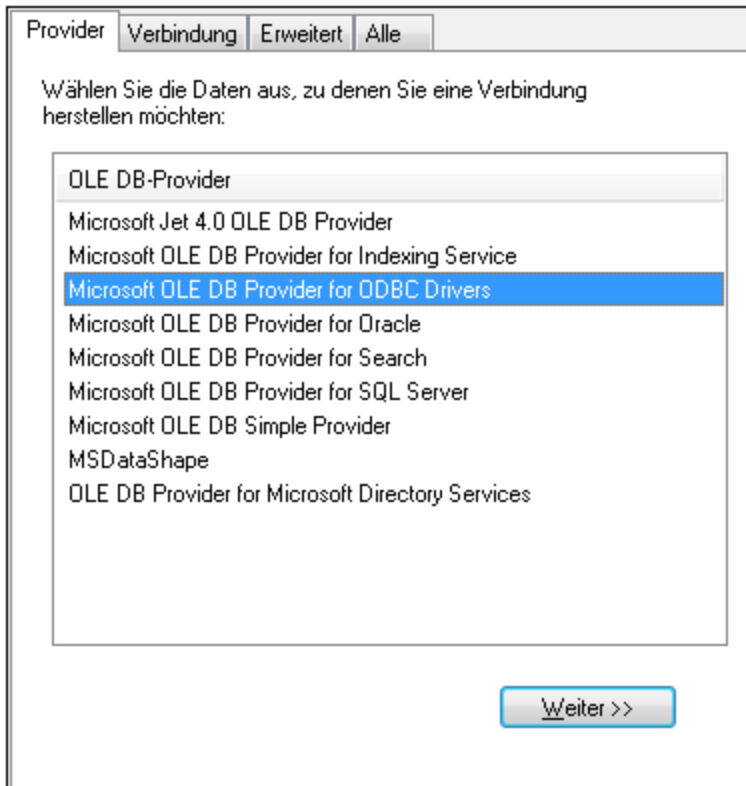 Provider Verbindung Erweitert Alle
Wählen Sie die Daten aus, zu denen Sie eine Verbindung
herstellen möchten:
OLE DB-Provider
Microsoft Jet 4.0 OLE DB Provider
Microsoft OLE DB Provider for Indexing Service
Microsoft OLE DB Provider for ODBC Drivers
Microsoft OLE DB Provider for Oracle
Microsoft OLE DB Provider for Search
Microsoft OLE DB Provider for SQL Server
Microsoft OLE DB Simple Provider
MSDataShape
OLE DB Provider for Microsoft Directory Services
Weiter >>